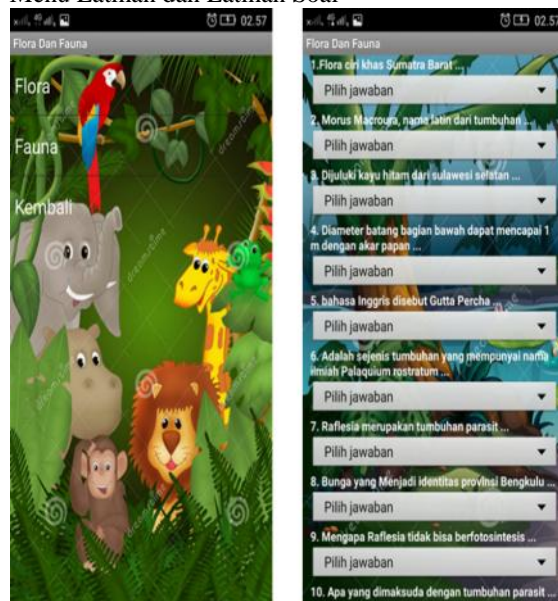 Menu Latihan dan Latihan Soal
02.57
Flora Dan Fauna
Flora
Fauna
Kembali
02.57
Flora Dan Fauna
1.Flora ciri khas Sumatra Barat ...
Pilih jawaban
2. Morus Macroura, nama latin dari tumbuhan ...
Pilih jawaban
3. Dijuluki kayu hitam dari sulawesi selatan ...
Pilih jawaban
4. Diameter batang bagian bawah dapat mencapai 1
m dengan akar papan ...
Pilih jawaban
5. bahasa Inggris disebut Gutta Percha ...
Pilih jawaban
6. Adalah sejenis tumbuhan yang mempunyai nama
ilmiah Palaquium rostratum ...
Pilih jawaban
7. Raflesia merupakan tumbuhan parasit ...
Pilih jawaban
8. Bunga yang Menjadi identitas provinsi Bengkulu ...
Pilih jawaban
9. Mengapa Raflesia tidak bisa berfotosintesis ...
Pilih jawaban
10. Apa yang dimaksuda dengan tumbuhan parasit ...